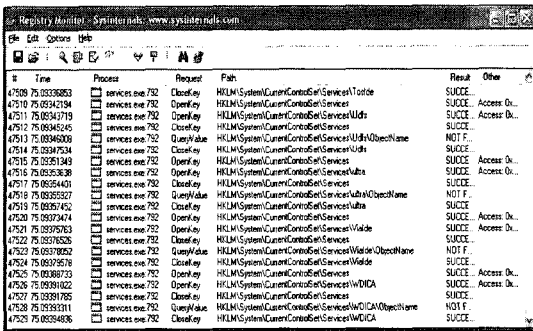 Registry Monitor - Sysinternals: www.sysinternals.com
File Edit Options Help
# Time Process Request Path Result Other
47509 75.09336853 services.exe:792 CloseKey HKLM\System\CurrentControlSet\Services\TosIde SUCCE...
47510 75.09342194 services.exe:792 OpenKey HKLM\System\CurrentControlSet\Services SUCCE... Access: 0x...
47511 75.09343719 services.exe:792 OpenKey HKLM\System\CurrentControlSet\Services\Udfs SUCCE... Access: 0x...
47512 75.09345245 services.exe:792 CloseKey HKLM\System\CurrentControlSet\Services SUCCE...
47513 75.09346008 services.exe:792 QueryValue HKLM\System\CurrentControlSet\Services\Udfs\ObjectName NOT F...
47514 75.09347534 services.exe:792 CloseKey HKLM\System\CurrentControlSet\Services\Udfs SUCCE...
47515 75.09351349 services.exe:792 OpenKey HKLM\System\CurrentControlSet\Services SUCCE... Access: 0x...
47516 75.09353638 services.exe:792 OpenKey HKLM\System\CurrentControlSet\Services\ultra SUCCE... Access: 0x...
47517 75.09354401 services.exe:792 CloseKey HKLM\System\CurrentControlSet\Services SUCCE...
47518 75.09355927 services.exe:792 QueryValue HKLM\System\CurrentControlSet\Services\ultra\ObjectName NOT F...
47519 75.09357452 services.exe:792 CloseKey HKLM\System\CurrentControlSet\Services\ultra SUCCE...
47520 75.09373474 services.exe:792 OpenKey HKLM\System\CurrentControlSet\Services SUCCE... Access: 0x...
47521 75.09375763 services.exe:792 OpenKey HKLM\System\CurrentControlSet\Services\ViaIde SUCCE... Access: 0x...
47522 75.09376526 services.exe:792 CloseKey HKLM\System\CurrentControlSet\Services SUCCE...
47523 75.09378052 services.exe:792 QueryValue HKLM\System\CurrentControlSet\Services\ViaIde\ObjectName NOT F...
47524 75.09379578 services.exe:792 CloseKey HKLM\System\CurrentControlSet\Services\ViaIde SUCCE...
47525 75.09388733 services.exe:792 OpenKey HKLM\System\CurrentControlSet\Services SUCCE... Access: 0x...
47526 75.09391022 services.exe:792 OpenKey HKLM\System\CurrentControlSet\Services\WDICA SUCCE... Access: 0x...
47527 75.09391785 services.exe:792 CloseKey HKLM\System\CurrentControlSet\Services SUCCE...
47528 75.09393311 services.exe:792 QueryValue HKLM\System\CurrentControlSet\Services\WDICA\ObjectName NOT F...
47529 75.09394836 services.exe:792 CloseKey HKLM\System\CurrentControlSet\Services\WDICA SUCCE...